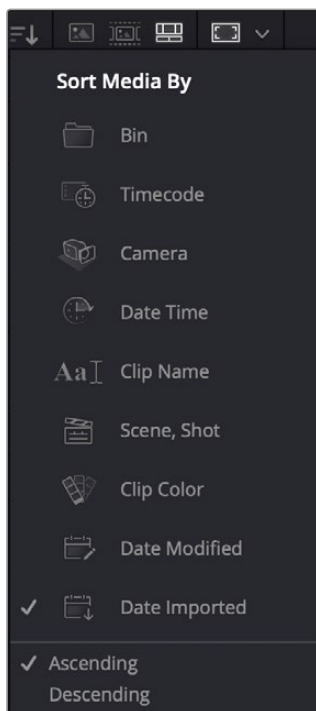 Sort Media By
Bin
Timecode
Camera
Date Time
Aa Clip Name
Scene, Shot
Clip Color
Date Modified
Date Imported
Ascending
Descending